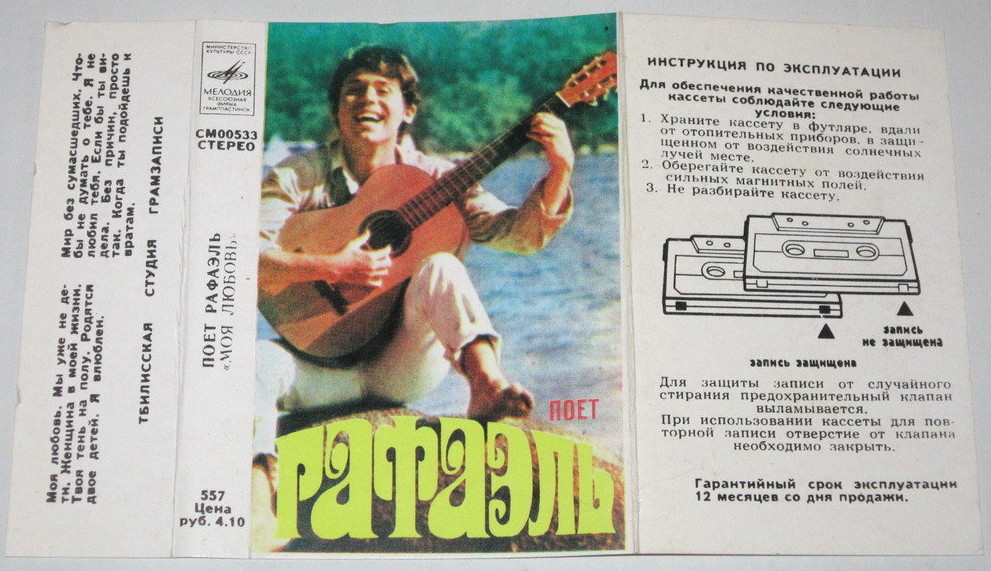 Моя любовь. Мы уже не де-
ти. Женщина в моей жизни.
Твоя тень на полу. Родятся
двое детей. Я влюблен.
Мир без сумасшедших. Что-
бы не думать о тебе. Я не
любил тебя. Если бы ты ви-
дела. Без причин, просто
так. Когда ты подойдешь к
вратам.
ТБИЛИССКАЯ СТУДИЯ ГРАМЗАПИСИ
МИНИСТЕРСТВО
КУЛЬТУРЫ СССР
МЕЛОДИЯ
ВСЕСОЮЗНАЯ
ФИРМА
ГРАМПЛАСТИНОК
СМ00533
СТЕРЕО
ПОЕТ РАФАЭЛЬ
«МОЯ ЛЮБОВЬ»
557
Цена
руб. 4.10
ПОЕТ
РАФАЭЛЬ
ИНСТРУКЦИЯ ПО ЭКСПЛУАТАЦИИ
Для обеспечения качественной работы
кассеты соблюдайте следующие
условия:
1. Храните кассету в футляре, вдали
от отопительных приборов, в защи-
щенном от воздействия солнечных
лучей месте.
2. Оберегайте кассету от воздействия
сильных магнитных полей.
3. Не разбирайте кассету.
запись
не защищена
запись защищена
Для защиты записи от случайного
стирания предохранительный клапан
выламывается.
При использовании кассеты для пов-
торной записи отверстие от клапана
необходимо закрыть.
Гарантийный срок эксплуатации
12 месяцев со дня продажи.